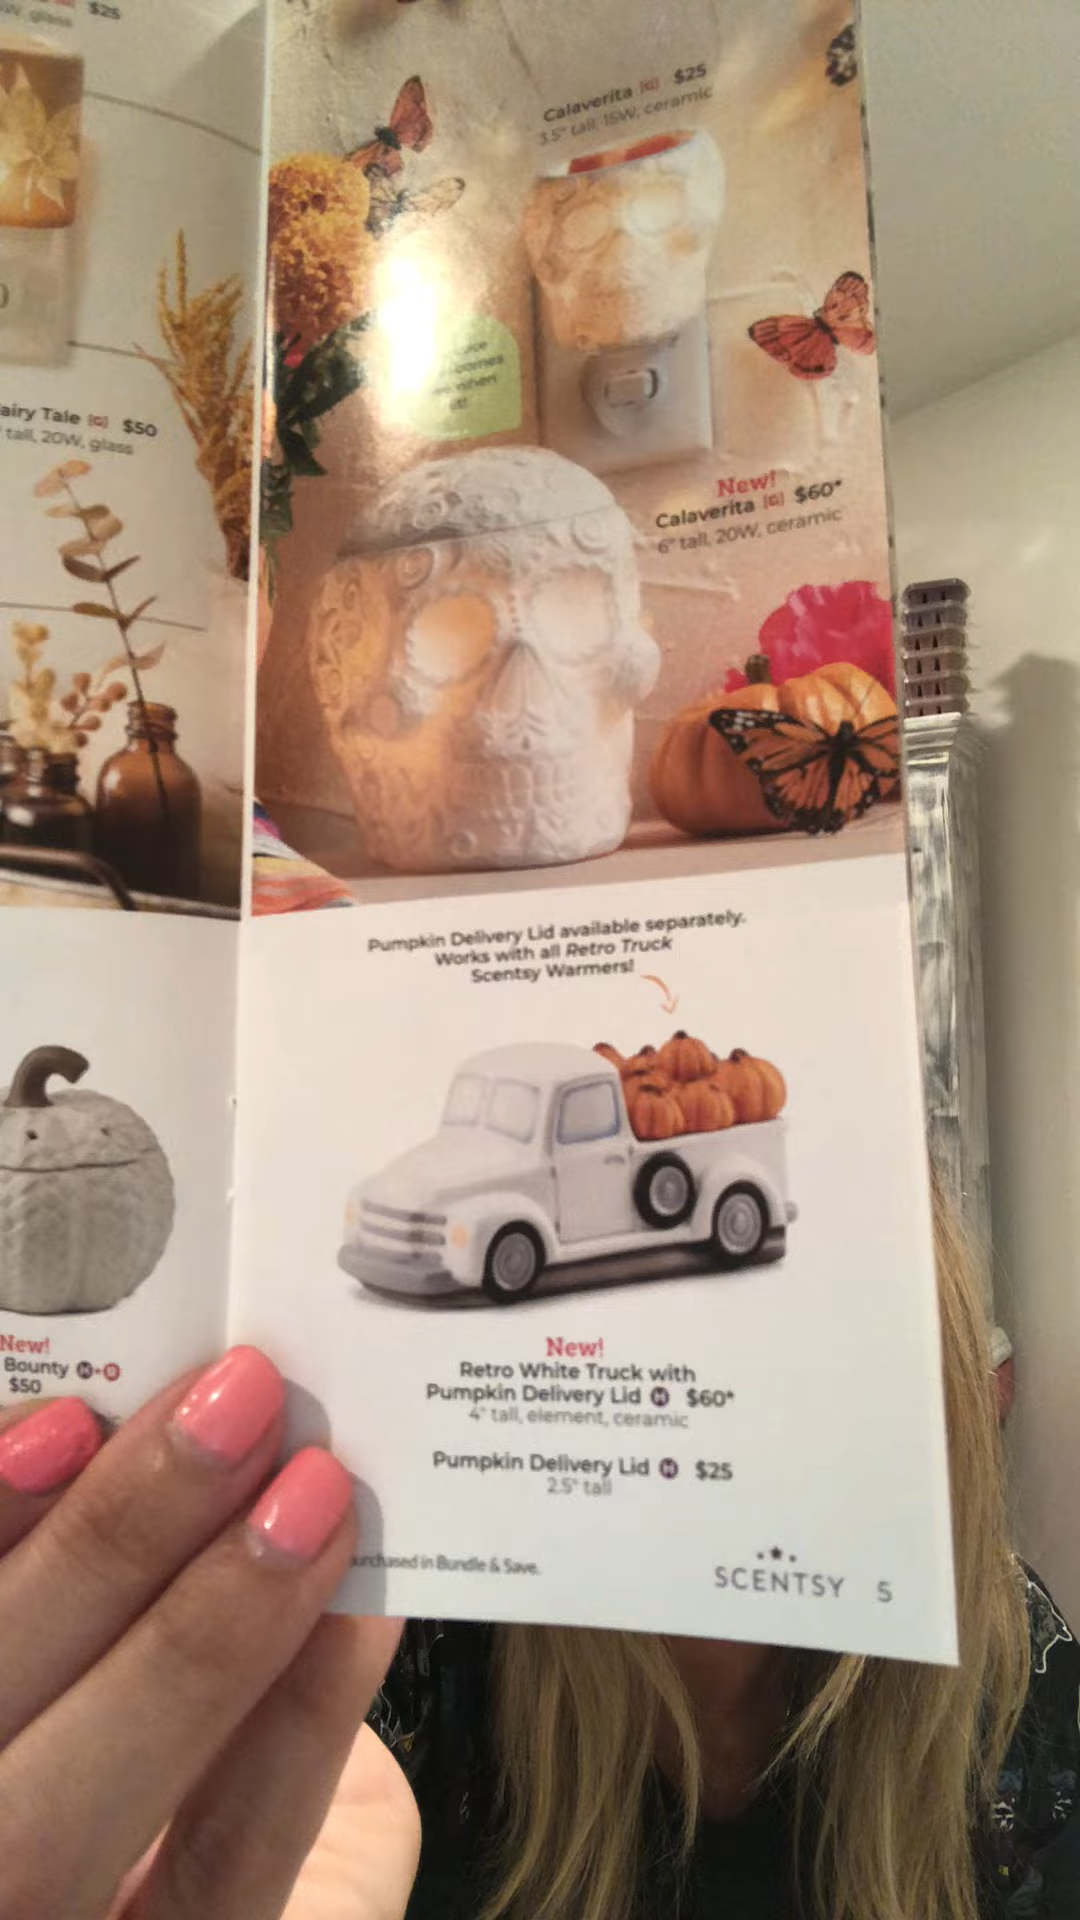 $25
glass
airy Tale [G] $50
tall, 20W, glass
New!
Bounty H+B
$50
Calaverita [G] $25
3.5" tall, 15W, ceramic
when
New!
Calaverita [G] $60*
6" tall, 20W, ceramic
Pumpkin Delivery Lid available separately.
Works with all Retro Truck
Scentsy Warmers!
New!
Retro White Truck with
Pumpkin Delivery Lid H $60*
4" tall, element, ceramic
Pumpkin Delivery Lid H $25
2.5" tall
urchased in Bundle & Save.
SCENTSY 5